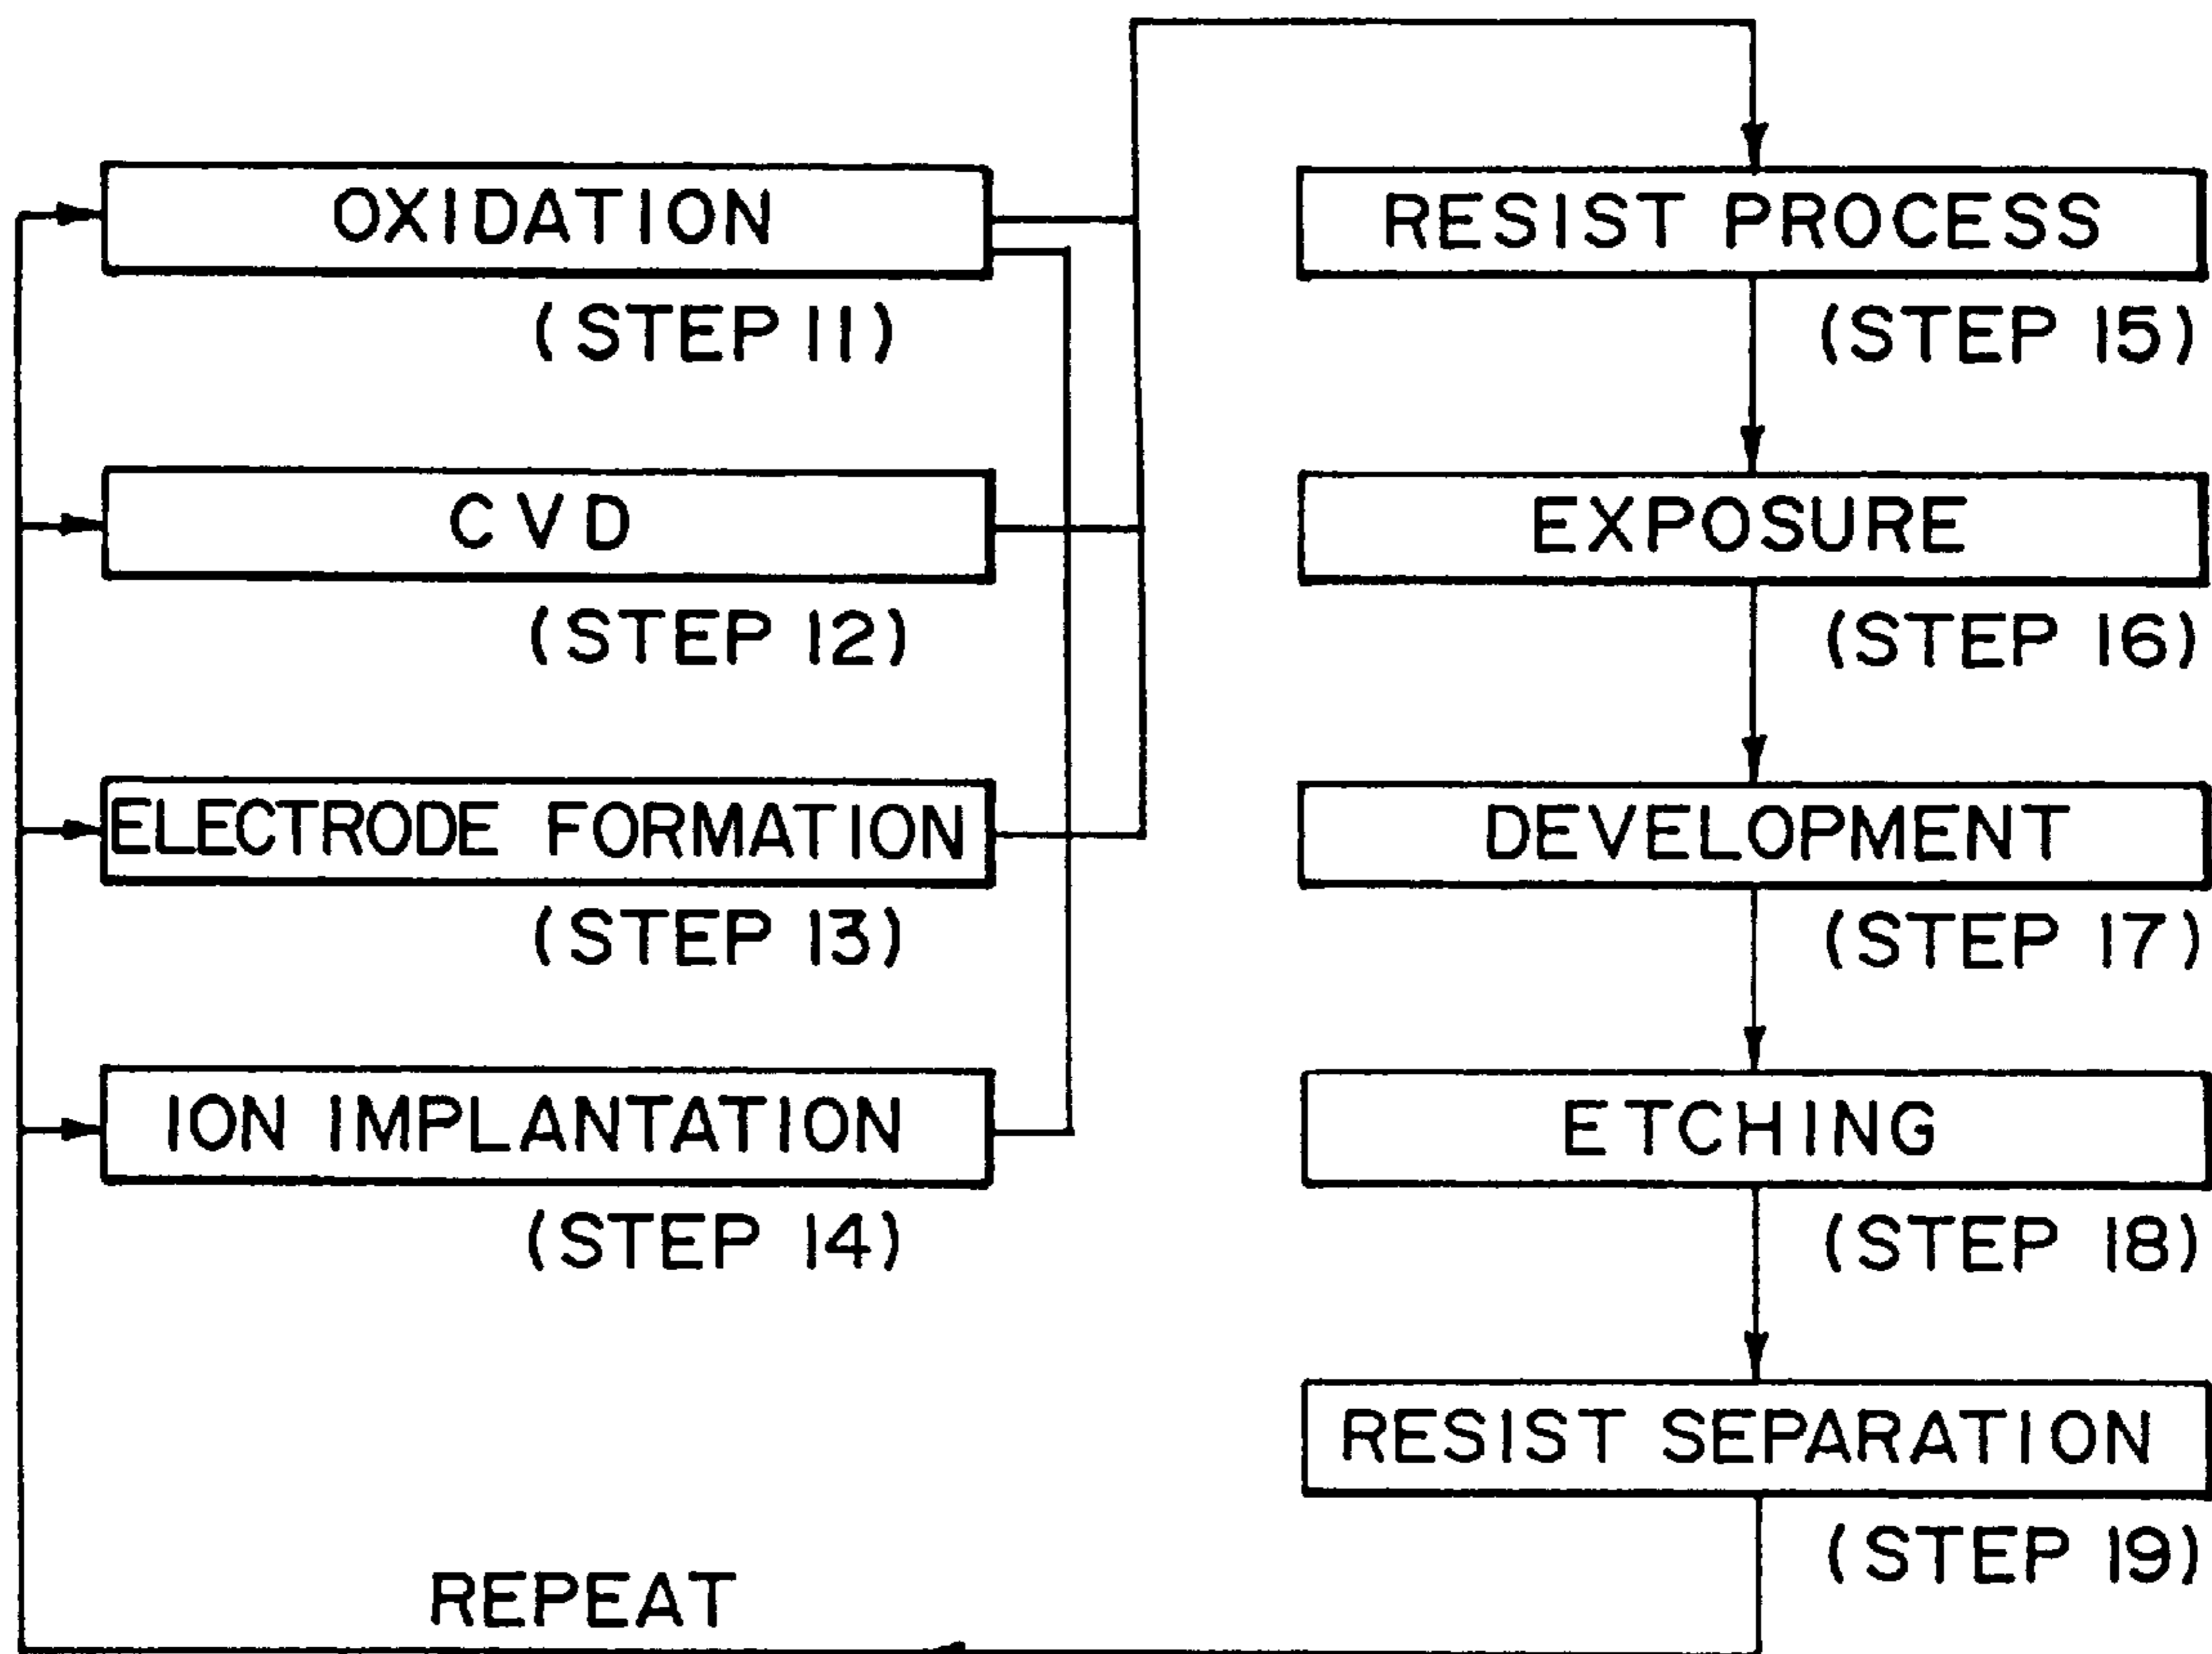 OXIDATION
(STEP 11)
CVD
(STEP 12)
ELECTRODE FORMATION
(STEP 13)
ION IMPLANTATION
(STEP 14)
RESIST PROCESS
(STEP 15)
EXPOSURE
(STEP 16)
DEVELOPMENT
(STEP 17)
ETCHING
(STEP 18)
RESIST SEPARATION
(STEP 19)
REPEAT